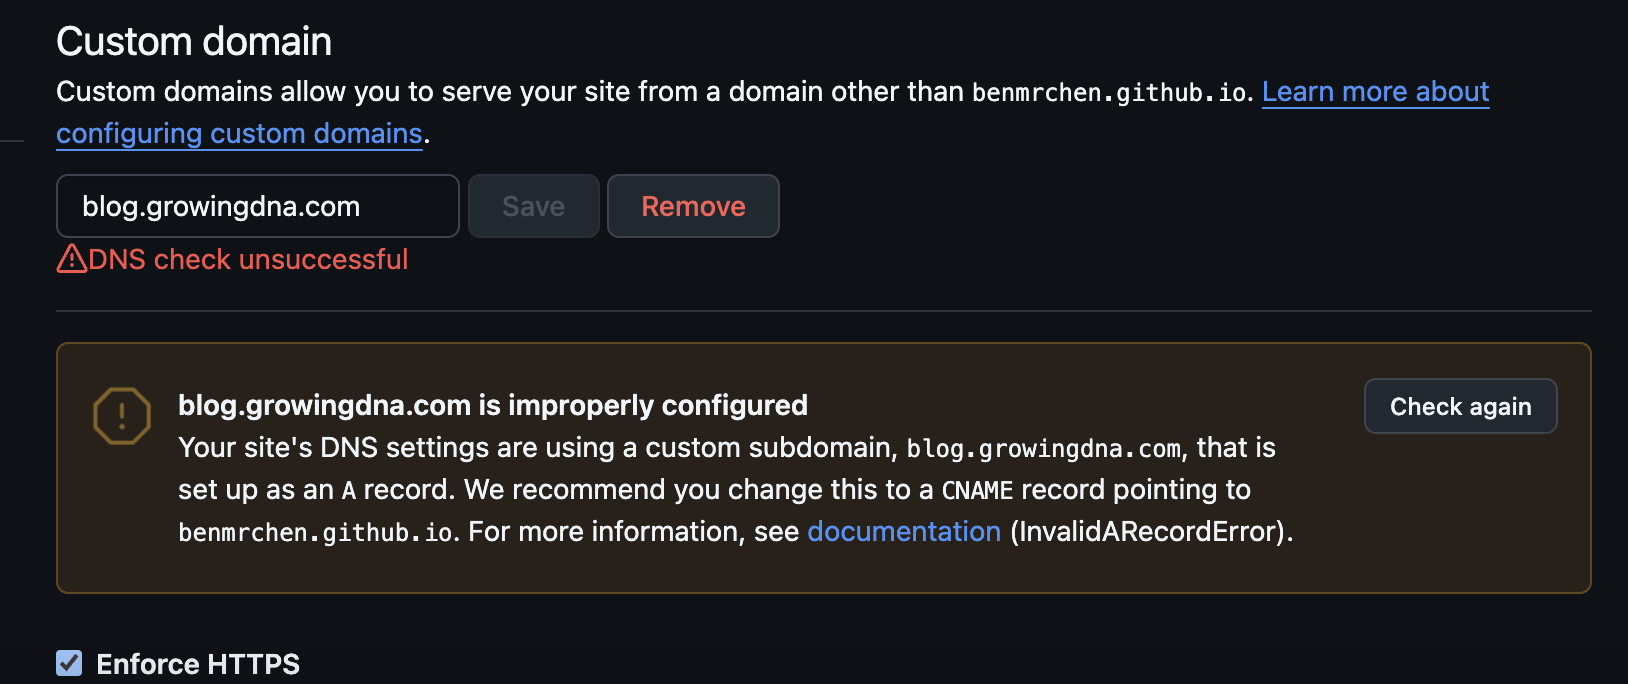 Custom domain
Custom domains allow you to serve your site from a domain other than benmrchen.github.io. Learn more about
configuring custom domains.
blog.growingdna.com
Save
Remove
DNS check unsuccessful
blog.growingdna.com is improperly configured
Check again
Your site's DNS settings are using a custom subdomain, blog.growingdna.com, that is
set up as an A record. We recommend you change this to a CNAME record pointing to
benmrchen.github.io. For more information, see documentation (InvalidARecordError).
Enforce HTTPS